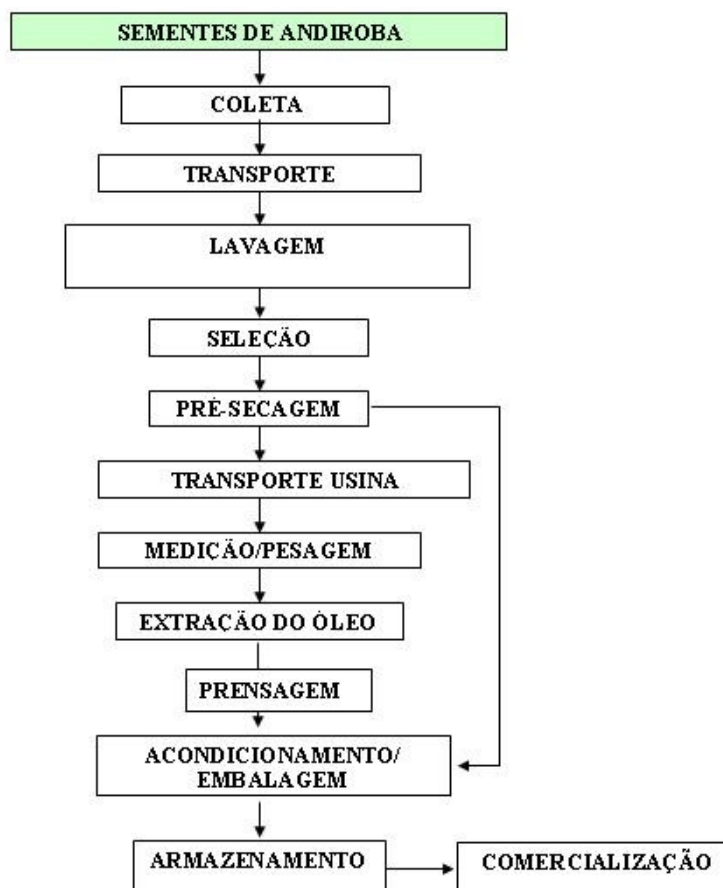 SEMENTES DE ANDIROBA
COLETA
TRANSPORTE
LAVAGEM
SELEÇÃO
PRÉ-SECAGEM
TRANSPORTE USINA
MEDIÇÃO/PESAGEM
EXTRAÇÃO DO ÓLEO
PRENSAGEM
ACONDICIONAMENTO/
EMBALAGEM
ARMAZENAMENTO
COMERCIALIZAÇÃO